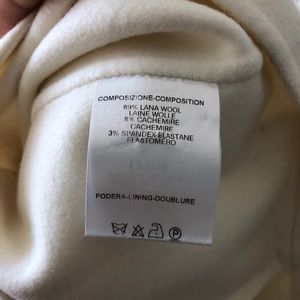 COMPOSIZIONE-COMPOSITION
89% LANA WOOL
LAINE WOLLE
8% CACHEMIRE
CACHEMIRE
3% SPANDEX-ELASTANE
ELASTOMERO
FODERA-LINING-DOUBLURE
P